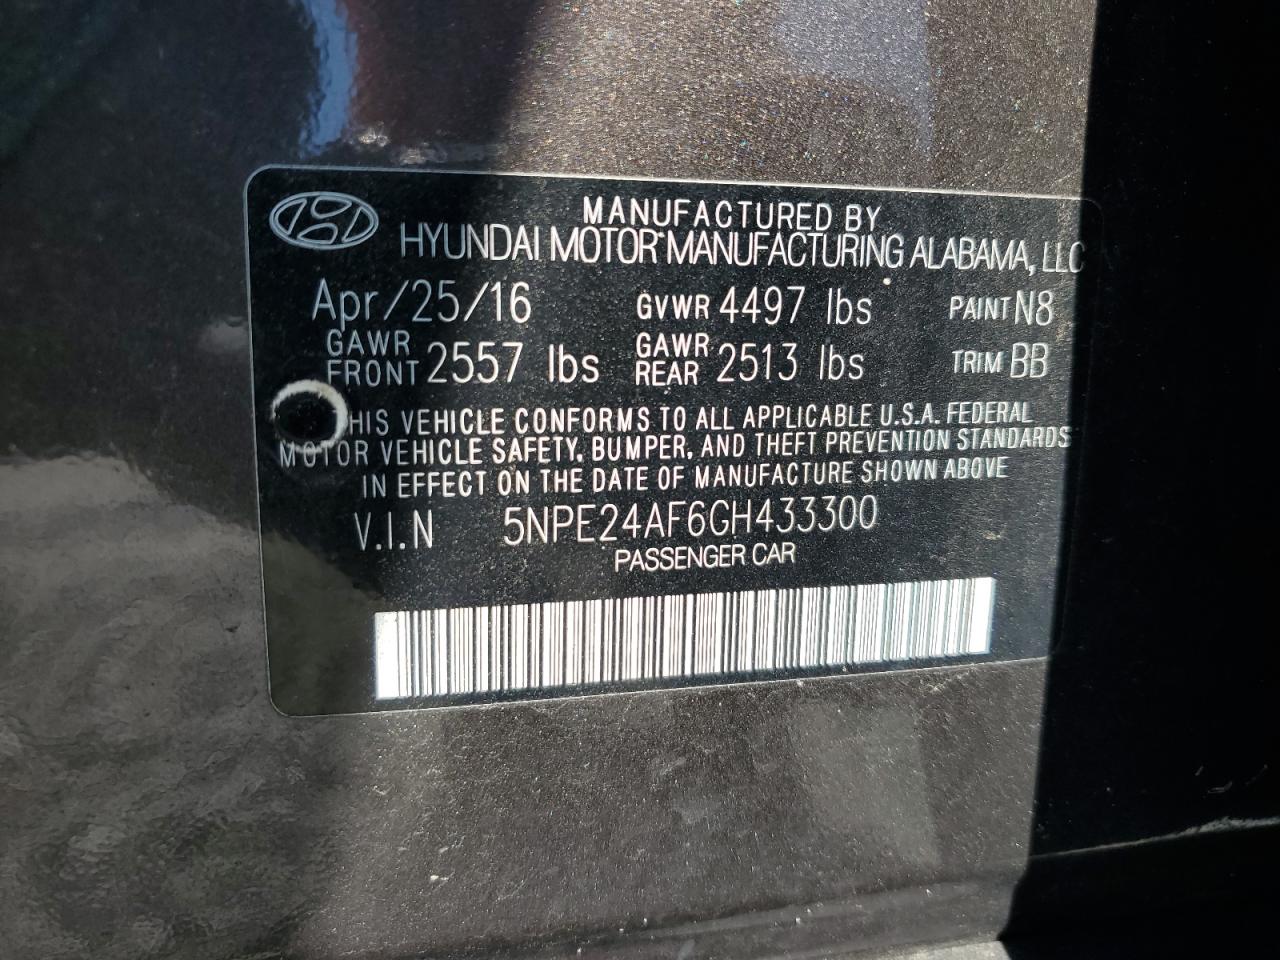 MANUFACTURED BY
HYUNDAI MOTOR MANUFACTURING ALABAMA, LLC
Apr/25/16 GVWR 4497 lbs PAINT N8
GAWR FRONT 2557 lbs GAWR REAR 2513 lbs TRIM BB
HIS VEHICLE CONFORMS TO ALL APPLICABLE U.S.A. FEDERAL
MOTOR VEHICLE SAFETY, BUMPER, AND THEFT PREVENTION STANDARDS
IN EFFECT ON THE DATE OF MANUFACTURE SHOWN ABOVE
V.I.N 5NPE24AF6GH433300
PASSENGER CAR